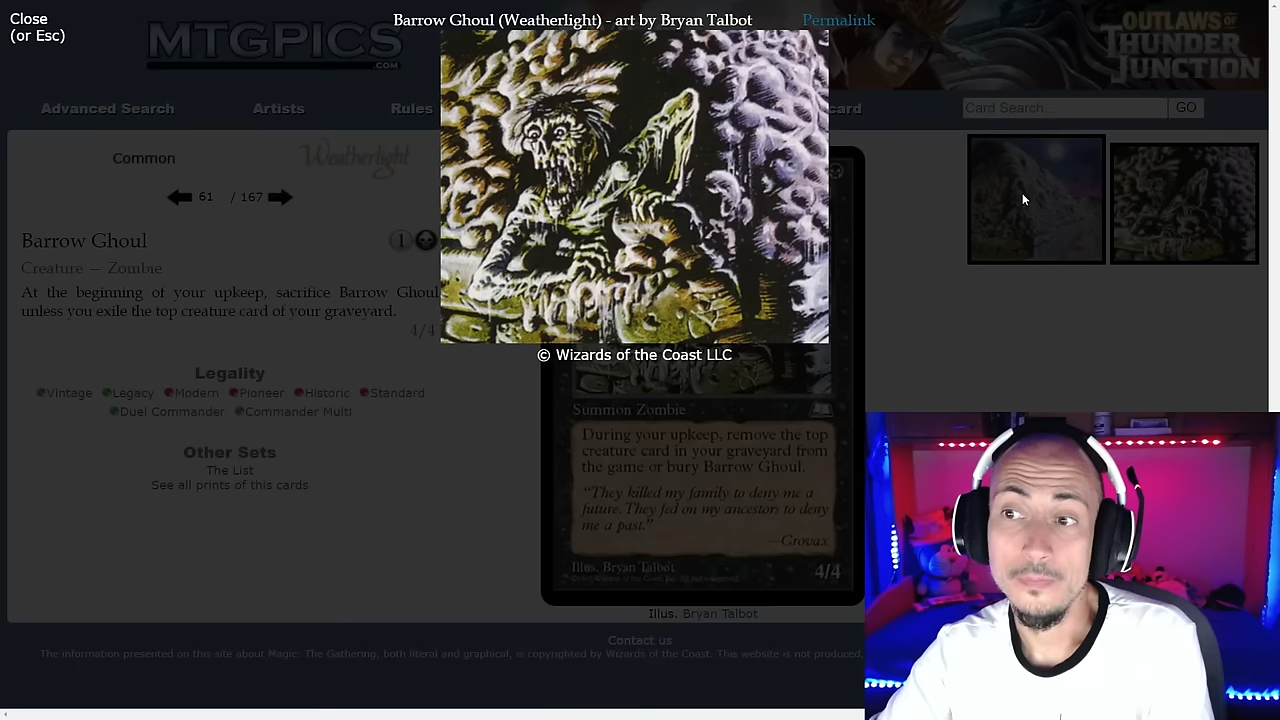 Close
(or Esc)
Barrow Ghoul (Weatherlight) - art by Bryan Talbot
Permalink
MTGPICS
.COM
OUTLAWS OF
THUNDER
JUNCTION
Advanced Search
Artists
Rules
card
Card Search...
GO
Common
Weatherlight
61 / 167
Barrow Ghoul
1
Creature — Zombie
At the beginning of your upkeep, sacrifice Barrow Ghoul
unless you exile the top creature card of your graveyard.
4/4
Legality
Vintage Legacy Modern Pioneer Historic Standard
Duel Commander Commander Multi
Other Sets
The List
See all prints of this cards
© Wizards of the Coast LLC
Summon Zombie
During your upkeep, remove the top
creature card in your graveyard from
the game or bury Barrow Ghoul.
"They killed my family to deny me a
future. They fed on my ancestors to deny
me a past."
—Crovax
Illus. Bryan Talbot
4/4
Illus. Bryan Talbot
Contact us
The information presented on this site about Magic: The Gathering, both literal and graphical, is copyrighted by Wizards of the Coast. This website is not produced,